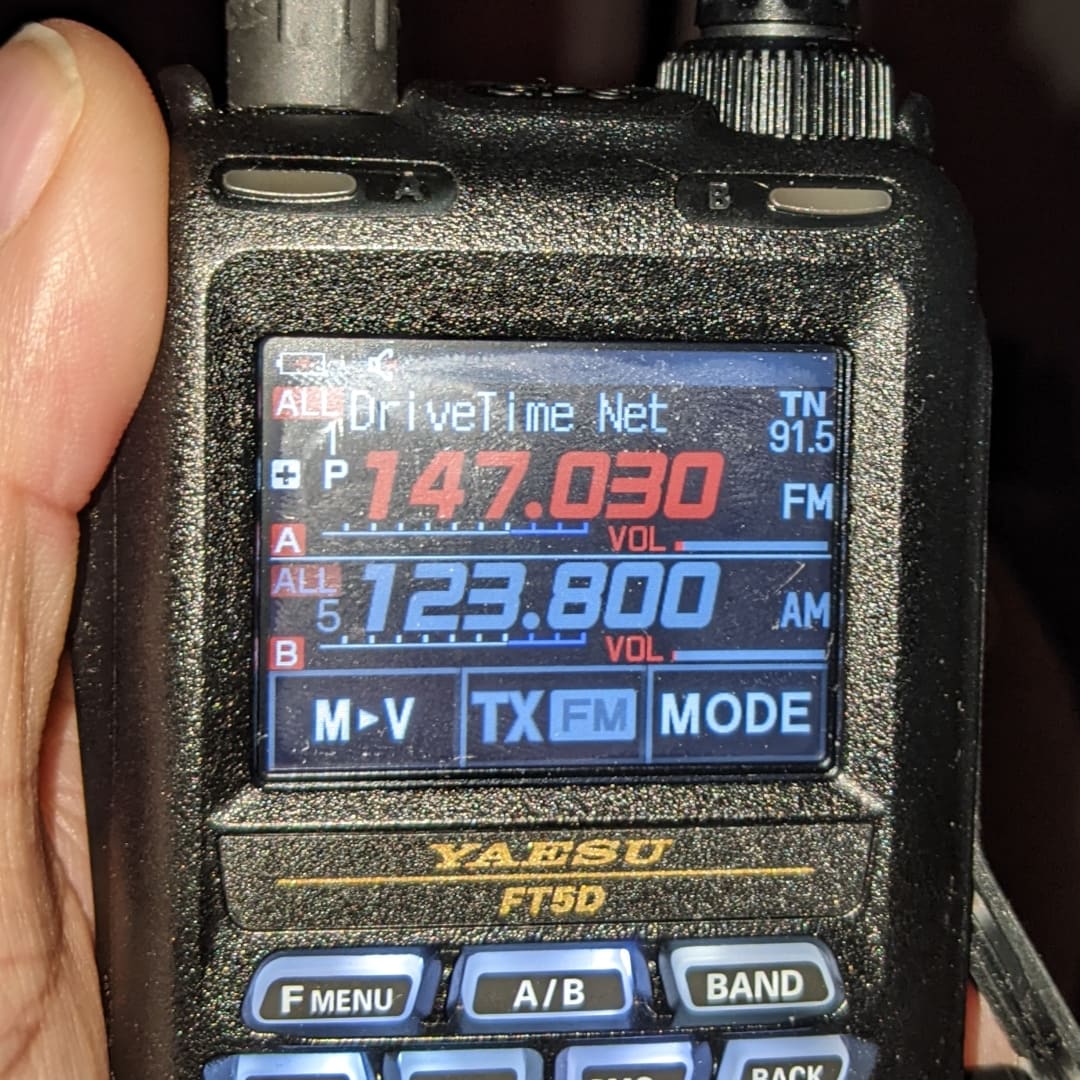 A B
ALL DriveTime Net TN
1 91.5
P 147.030 FM
A VOL
ALL 123.800
5 AM
B VOL
M▸V TX FM MODE
YAESU
FT5D
F MENU A/B BAND
BACK